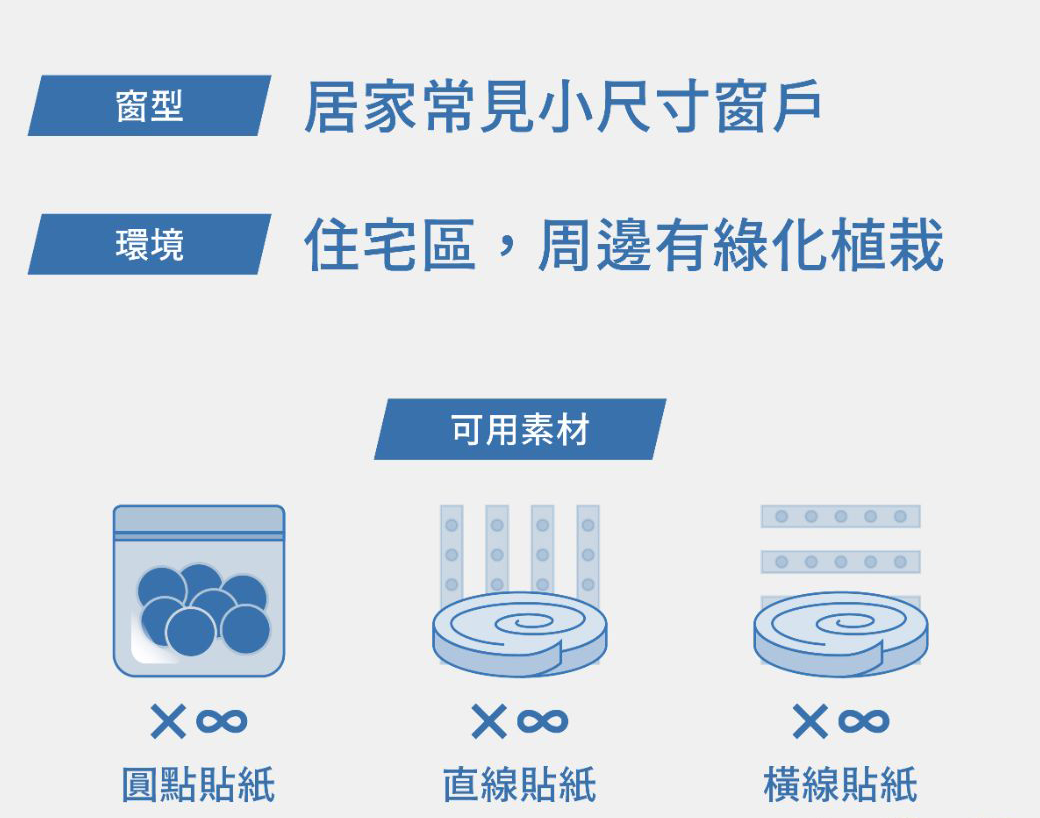 窗型 居家常見小尺寸窗戶
環境 住宅區，周邊有綠化植栽
可用素材
×∞ ×∞ ×∞
圓點貼紙 直線貼紙 橫線貼紙